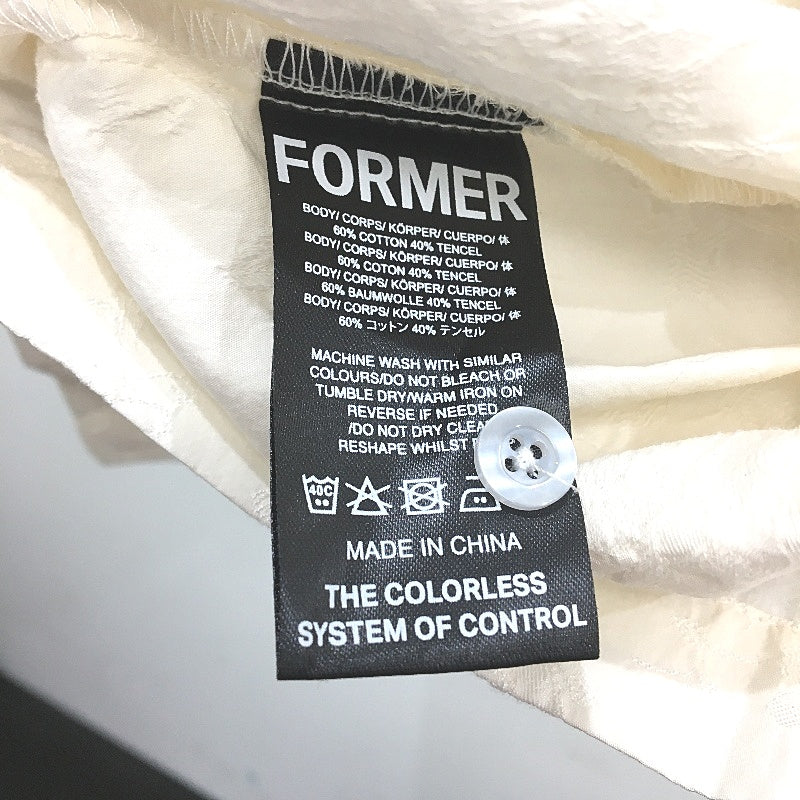 FORMER
BODY/ CORPS/ KÖRPER/ CUERPO/ 体
60% COTTON 40% TENCEL
BODY/ CORPS/ KÖRPER/ CUERPO/ 体
60% COTON 40% TENCEL
BODY/ CORPS/ KÖRPER/ CUERPO/ 体
60% BAUMWOLLE 40% TENCEL
BODY/ CORPS/ KÖRPER/ CUERPO/ 体
60% コットン 40% テンセル
MACHINE WASH WITH SIMILAR
COLOURS/DO NOT BLEACH OR
TUMBLE DRY/WARM IRON ON
REVERSE IF NEEDED
/DO NOT DRY
RESHAPE WHILST
40C
MADE IN CHINA
THE COLORLESS
SYSTEM OF CONTROL